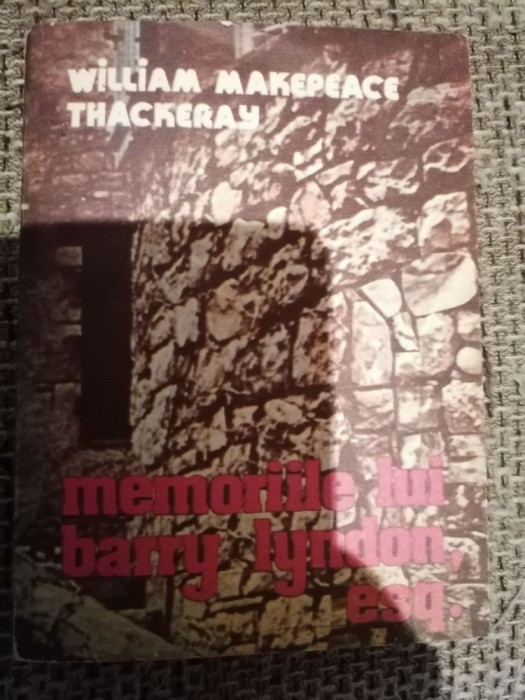 WILLIAM MAKEPEACE
THACKERAY
memoriile lui
barry lyndon,
esq.